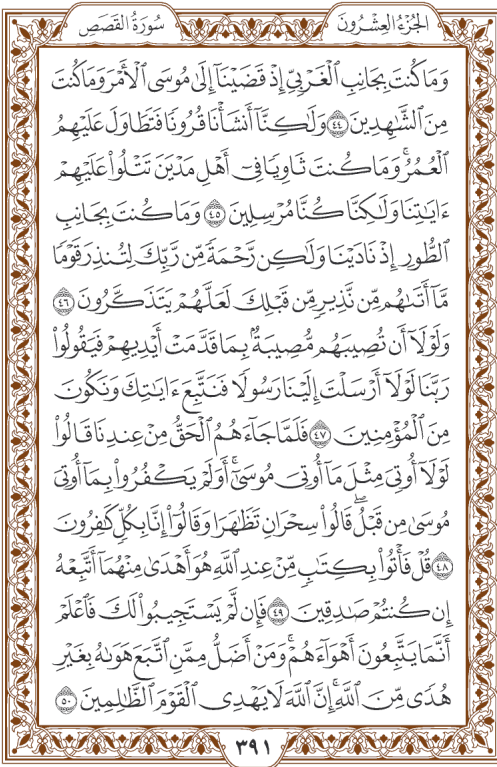 الجُزْءُ العِشْرُونَ
سُورَةُ القَصَصِ
وَمَا كُنتَ بِجَانِبِ ٱلْغَرْبِيِّ إِذْ قَضَيْنَآ إِلَىٰ مُوسَى ٱلْأَمْرَ وَمَا كُنتَ
مِنَ ٱلشَّٰهِدِينَ ٤٤ وَلَٰكِنَّآ أَنشَأْنَا قُرُونًا فَتَطَاوَلَ عَلَيْهِمُ
ٱلْعُمُرُ ۚ وَمَا كُنتَ ثَاوِيًا فِىٓ أَهْلِ مَدْيَنَ تَتْلُوا۟ عَلَيْهِمْ
ءَايَٰتِنَا وَلَٰكِنَّا كُنَّا مُرْسِلِينَ ٤٥ وَمَا كُنتَ بِجَانِبِ
ٱلطُّورِ إِذْ نَادَيْنَا وَلَٰكِن رَّحْمَةً مِّن رَّبِّكَ لِتُنذِرَ قَوْمًا
مَّآ أَتَىٰهُم مِّن نَّذِيرٍ مِّن قَبْلِكَ لَعَلَّهُمْ يَتَذَكَّرُونَ ٤٦
وَلَوْلَآ أَن تُصِيبَهُم مُّصِيبَةٌۢ بِمَا قَدَّمَتْ أَيْدِيهِمْ فَيَقُولُوا۟
رَبَّنَا لَوْلَآ أَرْسَلْتَ إِلَيْنَا رَسُولًا فَنَتَّبِعَ ءَايَٰتِكَ وَنَكُونَ
مِنَ ٱلْمُؤْمِنِينَ ٤٧ فَلَمَّا جَآءَهُمُ ٱلْحَقُّ مِنْ عِندِنَا قَالُوا۟
لَوْلَآ أُوتِىَ مِثْلَ مَآ أُوتِىَ مُوسَىٰٓ ۚ أَوَلَمْ يَكْفُرُوا۟ بِمَآ أُوتِىَ
مُوسَىٰ مِن قَبْلُ ۖ قَالُوا۟ سِحْرَانِ تَظَٰهَرَا وَقَالُوٓا۟ إِنَّا بِكُلٍّ كَٰفِرُونَ
٤٨ قُلْ فَأْتُوا۟ بِكِتَٰبٍ مِّنْ عِندِ ٱللَّهِ هُوَ أَهْدَىٰ مِنْهُمَآ أَتَّبِعْهُ
إِن كُنتُمْ صَٰدِقِينَ ٤٩ فَإِن لَّمْ يَسْتَجِيبُوا۟ لَكَ فَٱعْلَمْ
أَنَّمَا يَتَّبِعُونَ أَهْوَآءَهُمْ ۚ وَمَنْ أَضَلُّ مِمَّنِ ٱتَّبَعَ هَوَىٰهُ بِغَيْرِ
هُدًى مِّنَ ٱللَّهِ ۚ إِنَّ ٱللَّهَ لَا يَهْدِى ٱلْقَوْمَ ٱلظَّٰلِمِينَ ٥٠
٣٩١